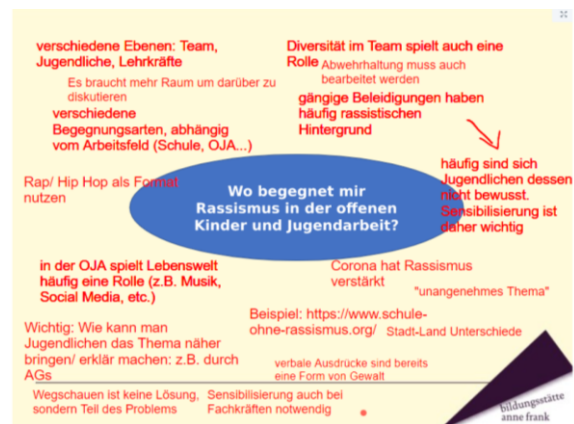 verschiedene Ebenen: Team,
Jugendliche, Lehrkräfte
Es braucht mehr Raum um darüber zu
diskutieren
verschiedene
Begegnungsarten, abhängig
vom Arbeitsfeld (Schule, OJA...)
Diversität im Team spielt auch eine
Rolle
Abwehrhaltung muss auch
bearbeitet werden
gängige Beleidigungen haben
häufig rassistischen
Hintergrund
häufig sind sich
Jugendlichen dessen
nicht bewusst.
Sensibilisierung ist
daher wichtig
Rap/ Hip Hop als Format
nutzen
Wo begegnet mir
Rassismus in der offenen
Kinder und Jugendarbeit?
in der OJA spielt Lebenswelt
häufig eine Rolle (z.B. Musik,
Social Media, etc.)
Corona hat Rassismus
verstärkt
"unangenehmes Thema"
Beispiel: https://www.schule-
ohne-rassismus.org/
Stadt-Land Unterschiede
Wichtig: Wie kann man
Jugendlichen das Thema näher
bringen/ erklär machen: z.B. durch
AGs
verbale Ausdrücke sind bereits
eine Form von Gewalt
Wegschauen ist keine Lösung,
sondern Teil des Problems
Sensibilisierung auch bei
Fachkräften notwendig
bildungsstätte
anne frank